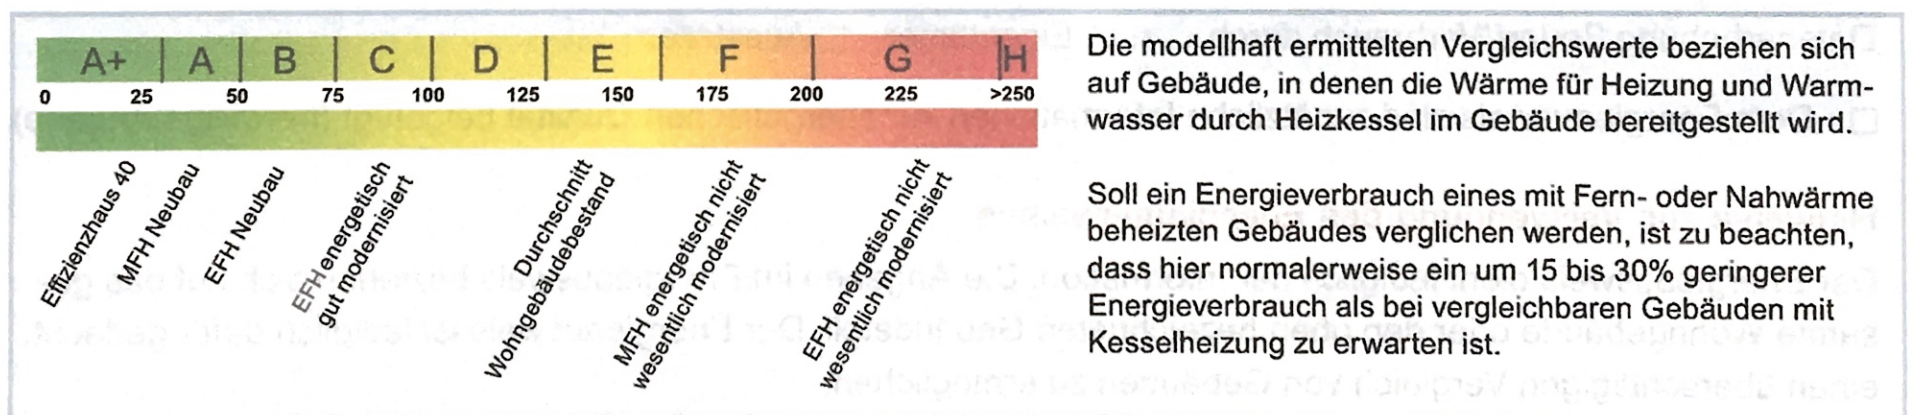 A+ A B C D E F G H
0 25 50 75 100 125 150 175 200 225 >250
Effizienzhaus 40
MFH Neubau
EFH Neubau
EFH energetisch
gut modernisiert
Durchschnitt
Wohngebäudebestand
MFH energetisch nicht
wesentlich modernisiert
EFH energetisch nicht
wesentlich modernisiert
Die modellhaft ermittelten Vergleichswerte beziehen sich
auf Gebäude, in denen die Wärme für Heizung und Warm-
wasser durch Heizkessel im Gebäude bereitgestellt wird.
Soll ein Energieverbrauch eines mit Fern- oder Nahwärme
beheizten Gebäudes verglichen werden, ist zu beachten,
dass hier normalerweise ein um 15 bis 30% geringerer
Energieverbrauch als bei vergleichbaren Gebäuden mit
Kesselheizung zu erwarten ist.